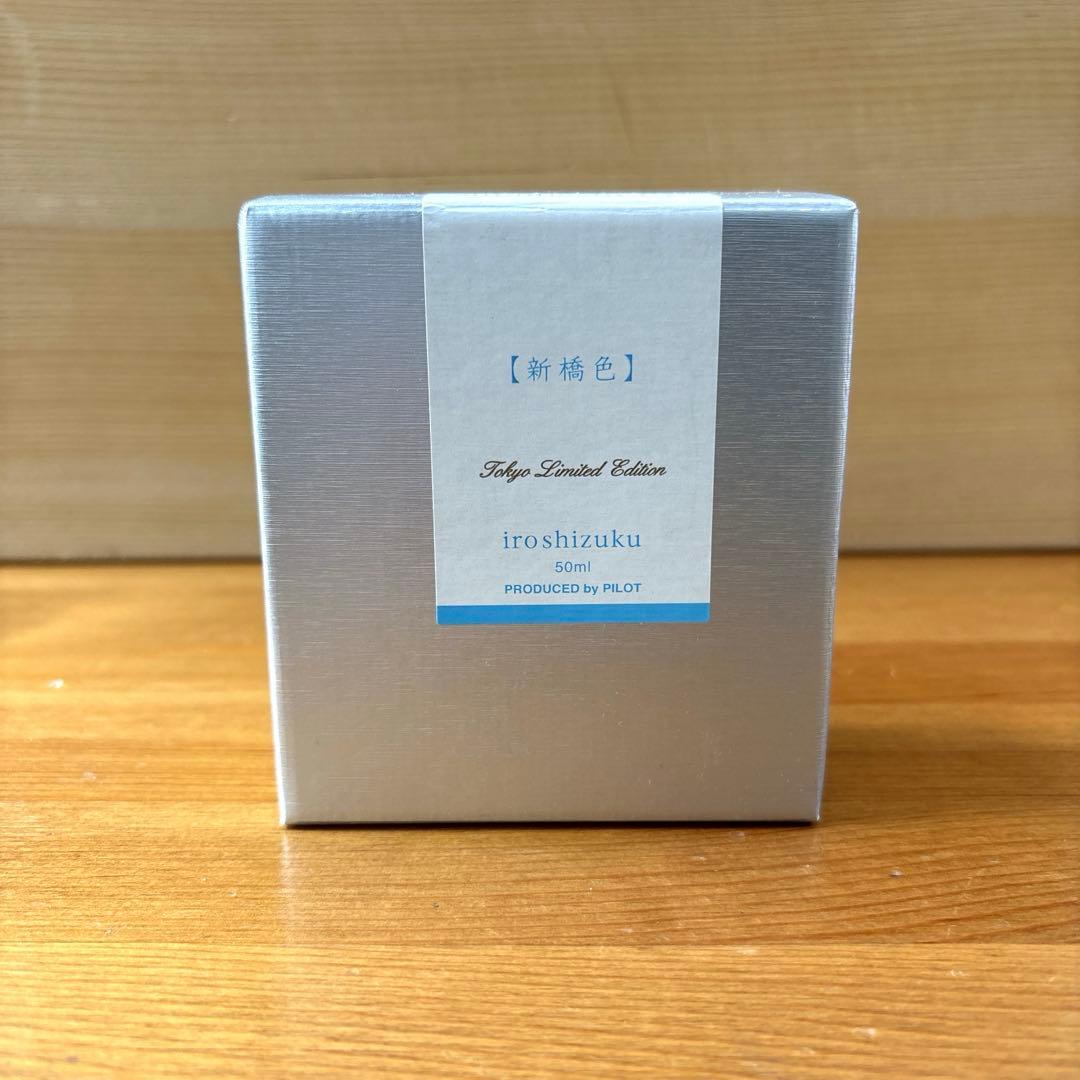 【新橋色】
Tokyo Limited Edition
iroshizuku
50ml
PRODUCED by PILOT